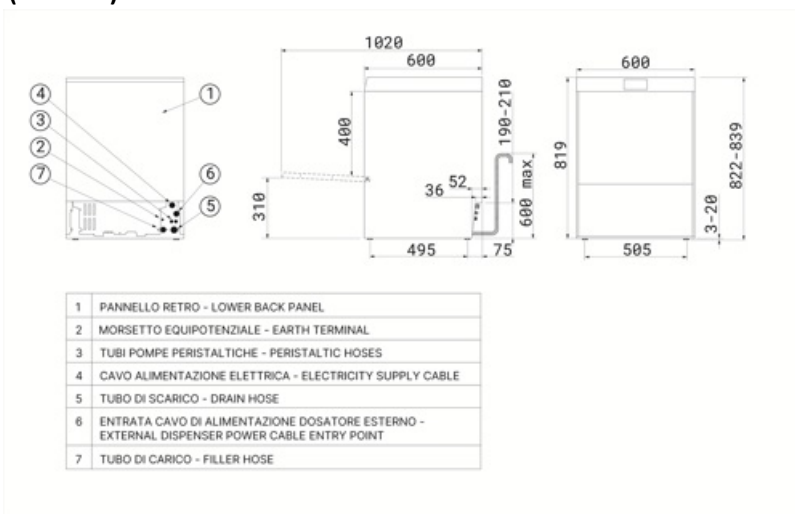 1020
600
600
4
1
3
2
7
6
5
400
190-210
310
36
52
600 max
819
822-839
3-20
495
75
505
1 PANNELLO RETRO - LOWER BACK PANEL
2 MORSETTO EQUIPOTENZIALE - EARTH TERMINAL
3 TUBI POMPE PERISTALTICHE - PERISTALTIC HOSES
4 CAVO ALIMENTAZIONE ELETTRICA - ELECTRICITY SUPPLY CABLE
5 TUBO DI SCARICO - DRAIN HOSE
6 ENTRATA CAVO DI ALIMENTAZIONE DOSATORE ESTERNO -
EXTERNAL DISPENSER POWER CABLE ENTRY POINT
7 TUBO DI CARICO - FILLER HOSE